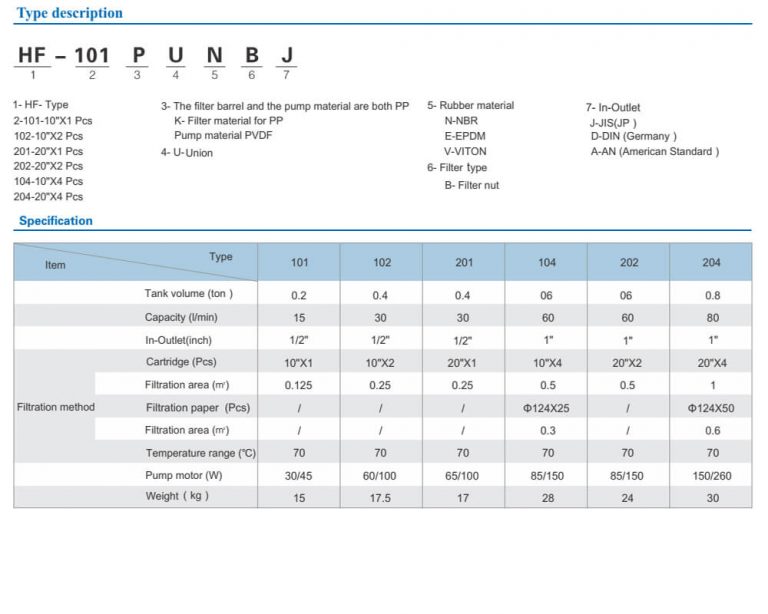 Type description
HF – 101 P U N B J
1 2 3 4 5 6 7
1- HF- Type
2-101-10"X1 Pcs
102-10"X2 Pcs
201-20"X1 Pcs
202-20"X2 Pcs
104-10"X4 Pcs
204-20"X4 Pcs
3- The filter barrel and the pump material are both PP
K- Filter material for PP
Pump material PVDF
4- U-Union
5- Rubber material
N-NBR
E-EPDM
V-VITON
6- Filter type
B- Filter nut
7- In-Outlet
J-JIS(JP )
D-DIN (Germany )
A-AN (American Standard )
Specification
Item Type 101 102 201 104 202 204
Tank volume (ton ) 0.2 0.4 0.4 06 06 0.8
Capacity (l/min) 15 30 30 60 60 80
In-Outlet(inch) 1/2" 1/2" 1/2" 1" 1" 1"
Cartridge (Pcs) 10"X1 10"X2 20"X1 10"X4 20"X2 20"X4
Filtration area (㎡) 0.125 0.25 0.25 0.5 0.5 1
Filtration method Filtration paper (Pcs) / / / Φ124X25 / Φ124X50
Filtration area (㎡) / / / 0.3 / 0.6
Temperature range (℃) 70 70 70 70 70 70
Pump motor (W) 30/45 60/100 65/100 85/150 85/150 150/260
Weight ( kg ) 15 17.5 17 28 24 30